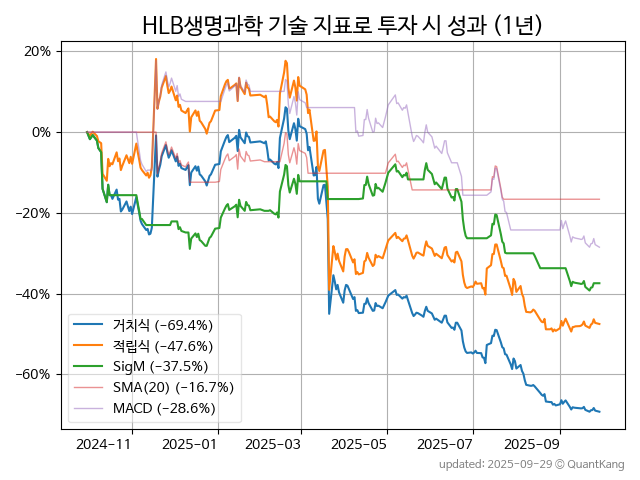 HLB생명과학 기술 지표로 투자 시 성과 (1년)
20%
0%
−20%
−40%
−60%
거치식 (−69.4%)
적립식 (−47.6%)
SigM (−37.5%)
SMA(20) (−16.7%)
MACD (−28.6%)
2024-11 2025-01 2025-03 2025-05 2025-07 2025-09
updated: 2025-09-29 © QuantKang